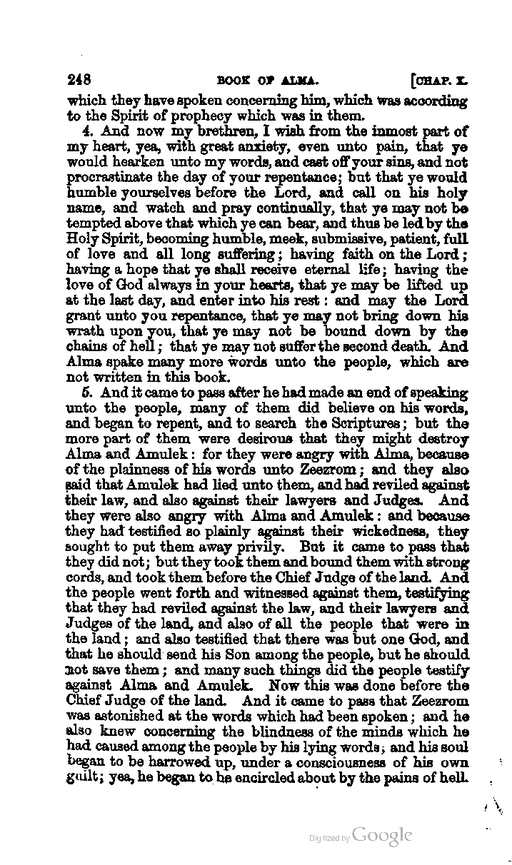 248 BOOK OF ALMA. [CHAP. X.
which they have spoken concerning him, which was according
to the Spirit of prophecy which was in them.
4. And now my brethren, I wish from the inmost part of
my heart, yea, with great anxiety, even unto pain, that ye
would hearken unto my words, and cast off your sins, and not
procrastinate the day of your repentance; but that ye would
humble yourselves before the Lord, and call on his holy
name, and watch and pray continually, that ye may not be
tempted above that which ye can bear, and thus be led by the
Holy Spirit, becoming humble, meek, submissive, patient, full
of love and all long suffering; having faith on the Lord;
having a hope that ye shall receive eternal life; having the
love of God always in your hearts, that ye may be lifted up
at the last day, and enter into his rest: and may the Lord
grant unto you repentance, that ye may not bring down his
wrath upon you, that ye may not be bound down by the
chains of hell; that ye may not suffer the second death. And
Alma spake many more words unto the people, which are
not written in this book.
5. And it came to pass after he had made an end of speaking
unto the people, many of them did believe on his words,
and began to repent, and to search the Scriptures; but the
more part of them were desirous that they might destroy
Alma and Amulek: for they were angry with Alma, because
of the plainness of his words unto Zeezrom; and they also
said that Amulek had lied unto them, and had reviled against
their law, and also against their lawyers and Judges. And
they were also angry with Alma and Amulek: and because
they had testified so plainly against their wickedness, they
sought to put them away privily. But it came to pass that
they did not; but they took them and bound them with strong
cords, and took them before the Chief Judge of the land. And
the people went forth and witnessed against them, testifying
that they had reviled against the law, and their lawyers and
Judges of the land, and also of all the people that were in
the land; and also testified that there was but one God, and
that he should send his Son among the people, but he should
not save them; and many such things did the people testify
against Alma and Amulek. Now this was done before the
Chief Judge of the land. And it came to pass that Zeezrom
was astonished at the words which had been spoken; and he
also knew concerning the blindness of the minds which he
had caused among the people by his lying words; and his soul
began to be harrowed up, under a consciousness of his own
guilt; yea, he began to be encircled about by the pains of hell.
Digitized by Google